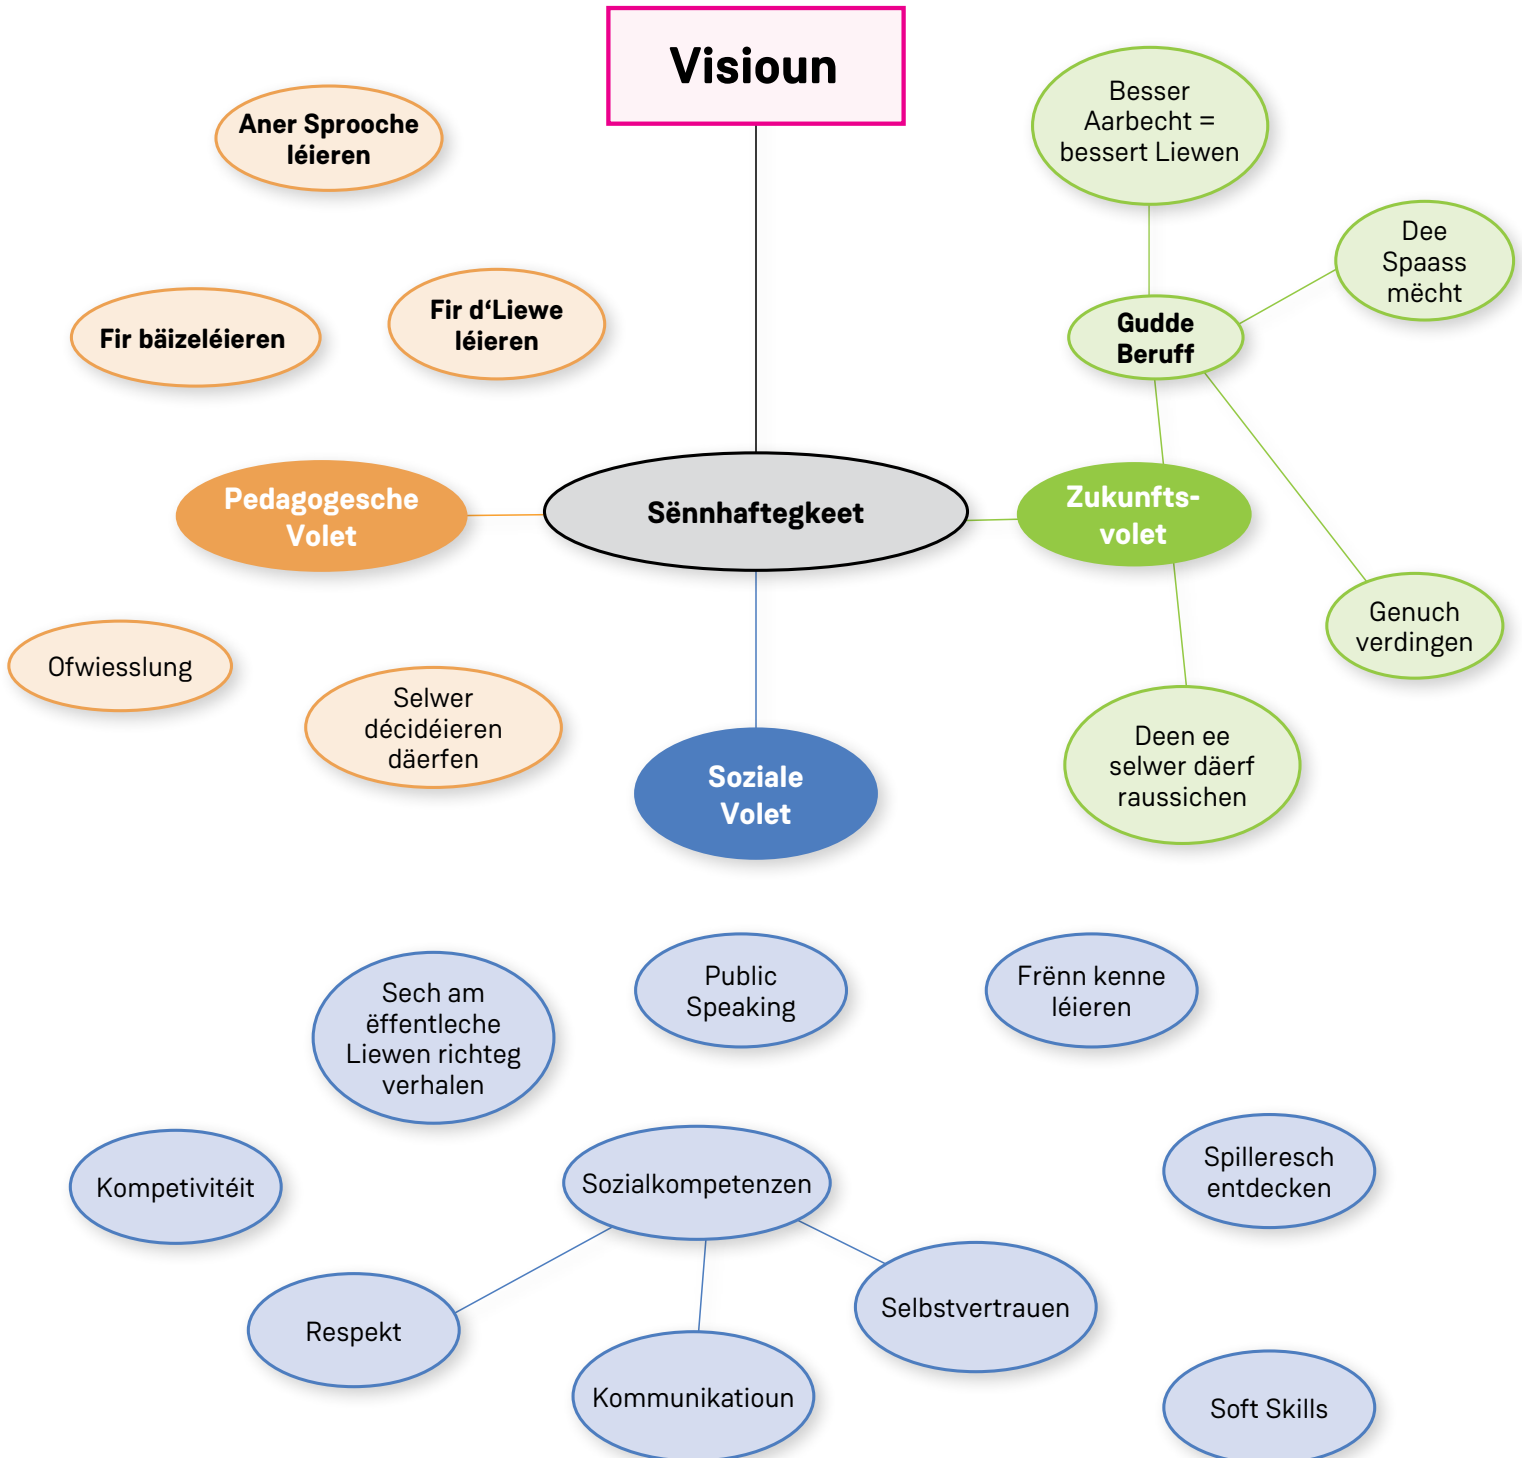 Visioun
Besser
Aarbecht =
bessert Liewen
Aner Sprooche
léieren
Dee
Spaass
mëcht
Fir d‘Liewe
léieren
Fir bäizeléieren
Gudde
Beruff
Pedagogesche
Volet
Sënnhaftegkeet
Zukunfts-
volet
Genuch
verdingen
Ofwiesslung
Selwer
décidéieren
däerfen
Deen ee
selwer däerf
raussichen
Soziale
Volet
Sech am
ëffentleche
Liewen richteg
verhalen
Public
Speaking
Frënn kenne
léieren
Kompetivitéit
Sozialkompetenzen
Spilleresch
entdecken
Respekt
Kommunikatioun
Selbstvertrauen
Soft Skills